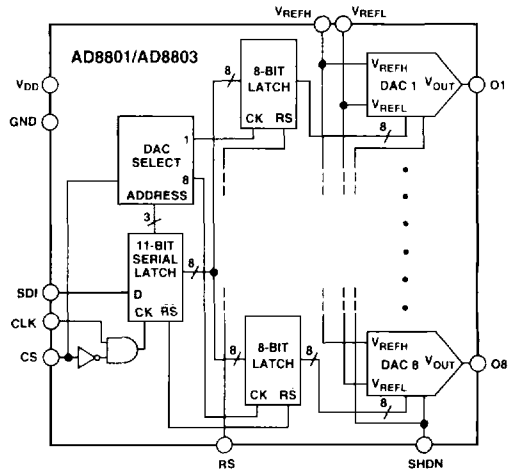 VREFH VREFL
AD8801/AD8803
VDD
GND
8
8-BIT
LATCH
CK RS
VREFH
DAC 1 VOUT
VREFL
O1
8
DAC
SELECT
1
8
ADDRESS
3
11-BIT
SERIAL
LATCH
8
D
CK RS
SDI
CLK
CS
8
8-BIT
LATCH
CK RS
8
VREFH
DAC 8 VOUT
VREFL
O8
8
RS
SHDN